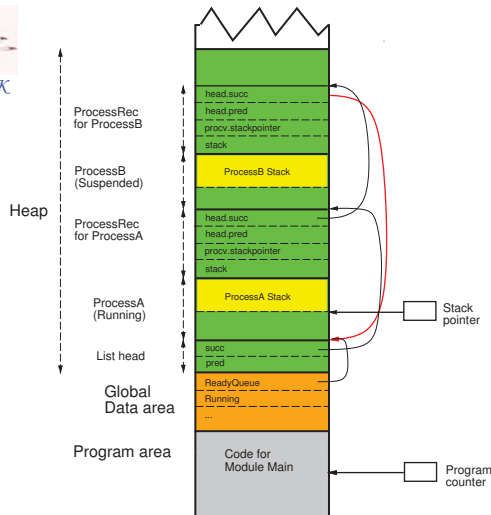 K
head.succ
head.pred
procv.stackpointer
stack
ProcessRec
for ProcessB
ProcessB Stack
ProcessB
(Suspended)
Heap
head.succ
head.pred
procv.stackpointer
stack
ProcessRec
for ProcessA
ProcessA Stack
ProcessA
(Running)
Stack
pointer
succ
pred
List head
ReadyQueue
Running
...
Global
Data area
Program area
Code for
Module Main
Program
counter